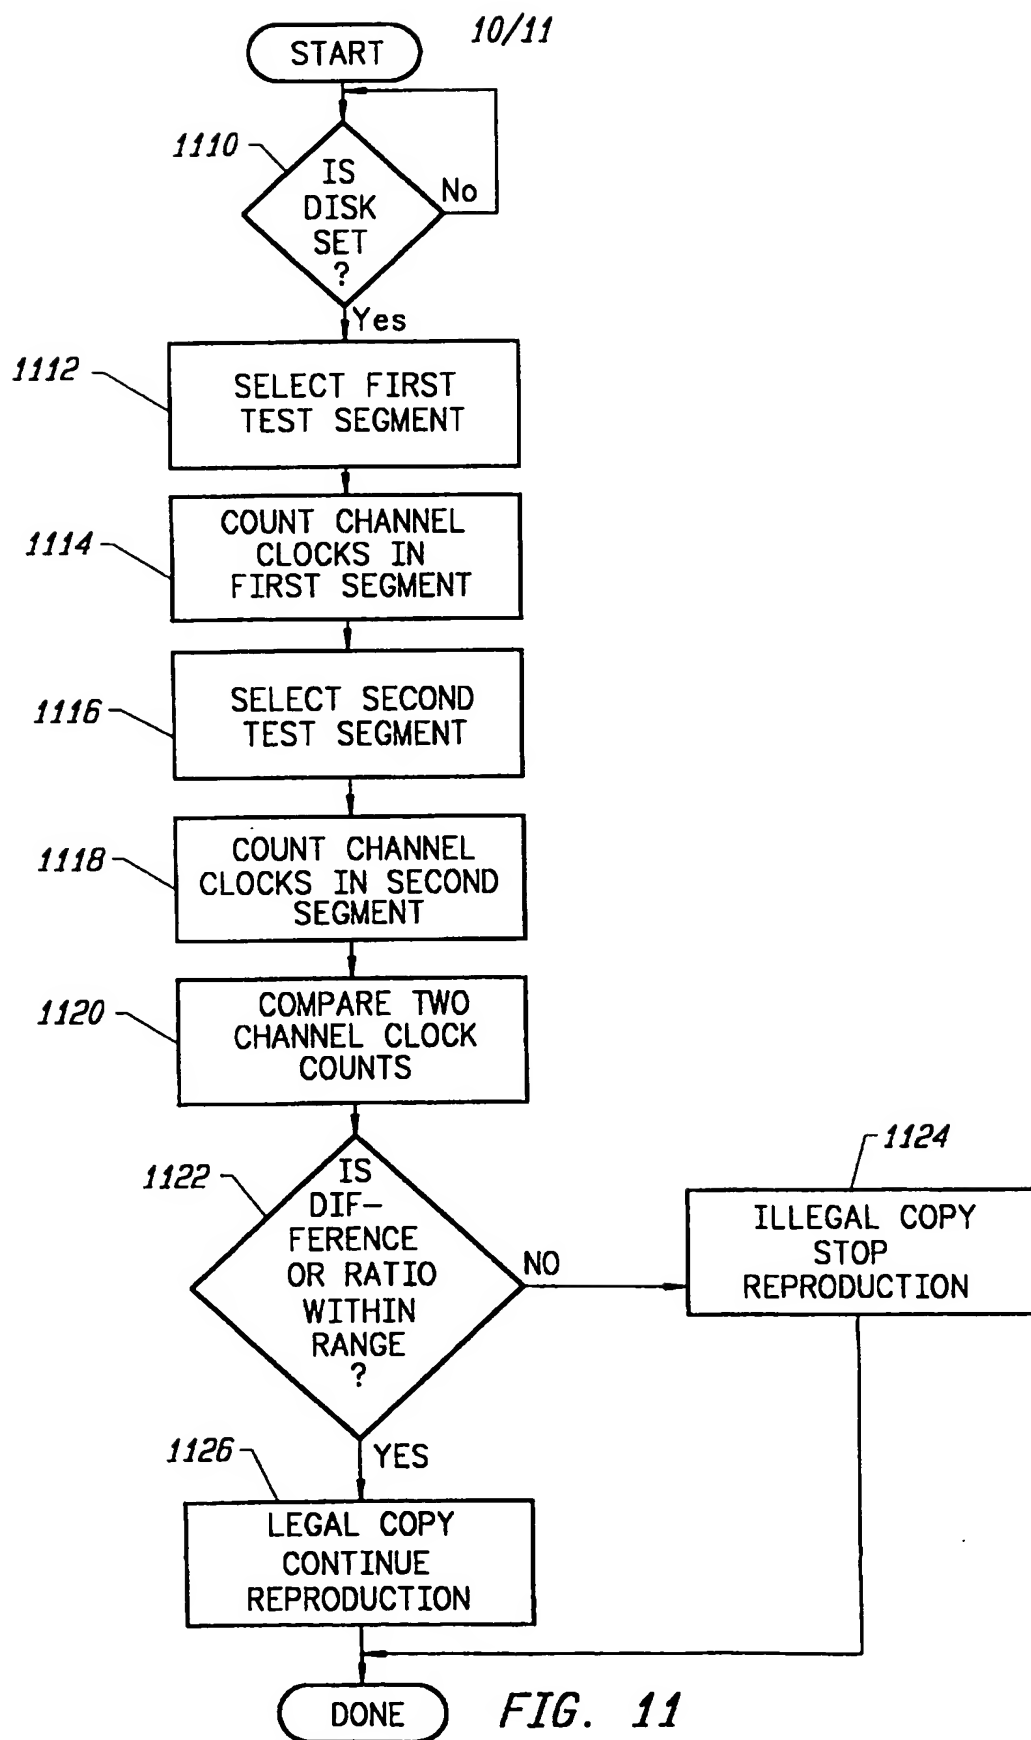 10/11
START
1110
IS
DISK
SET
?
No
Yes
1112
SELECT FIRST
TEST SEGMENT
1114
COUNT CHANNEL
CLOCKS IN
FIRST SEGMENT
1116
SELECT SECOND
TEST SEGMENT
1118
COUNT CHANNEL
CLOCKS IN SECOND
SEGMENT
1120
COMPARE TWO
CHANNEL CLOCK
COUNTS
1122
IS
DIF-
FERENCE
OR RATIO
WITHIN
RANGE
?
NO
1124
ILLEGAL COPY
STOP
REPRODUCTION
YES
1126
LEGAL COPY
CONTINUE
REPRODUCTION
DONE
FIG. 11